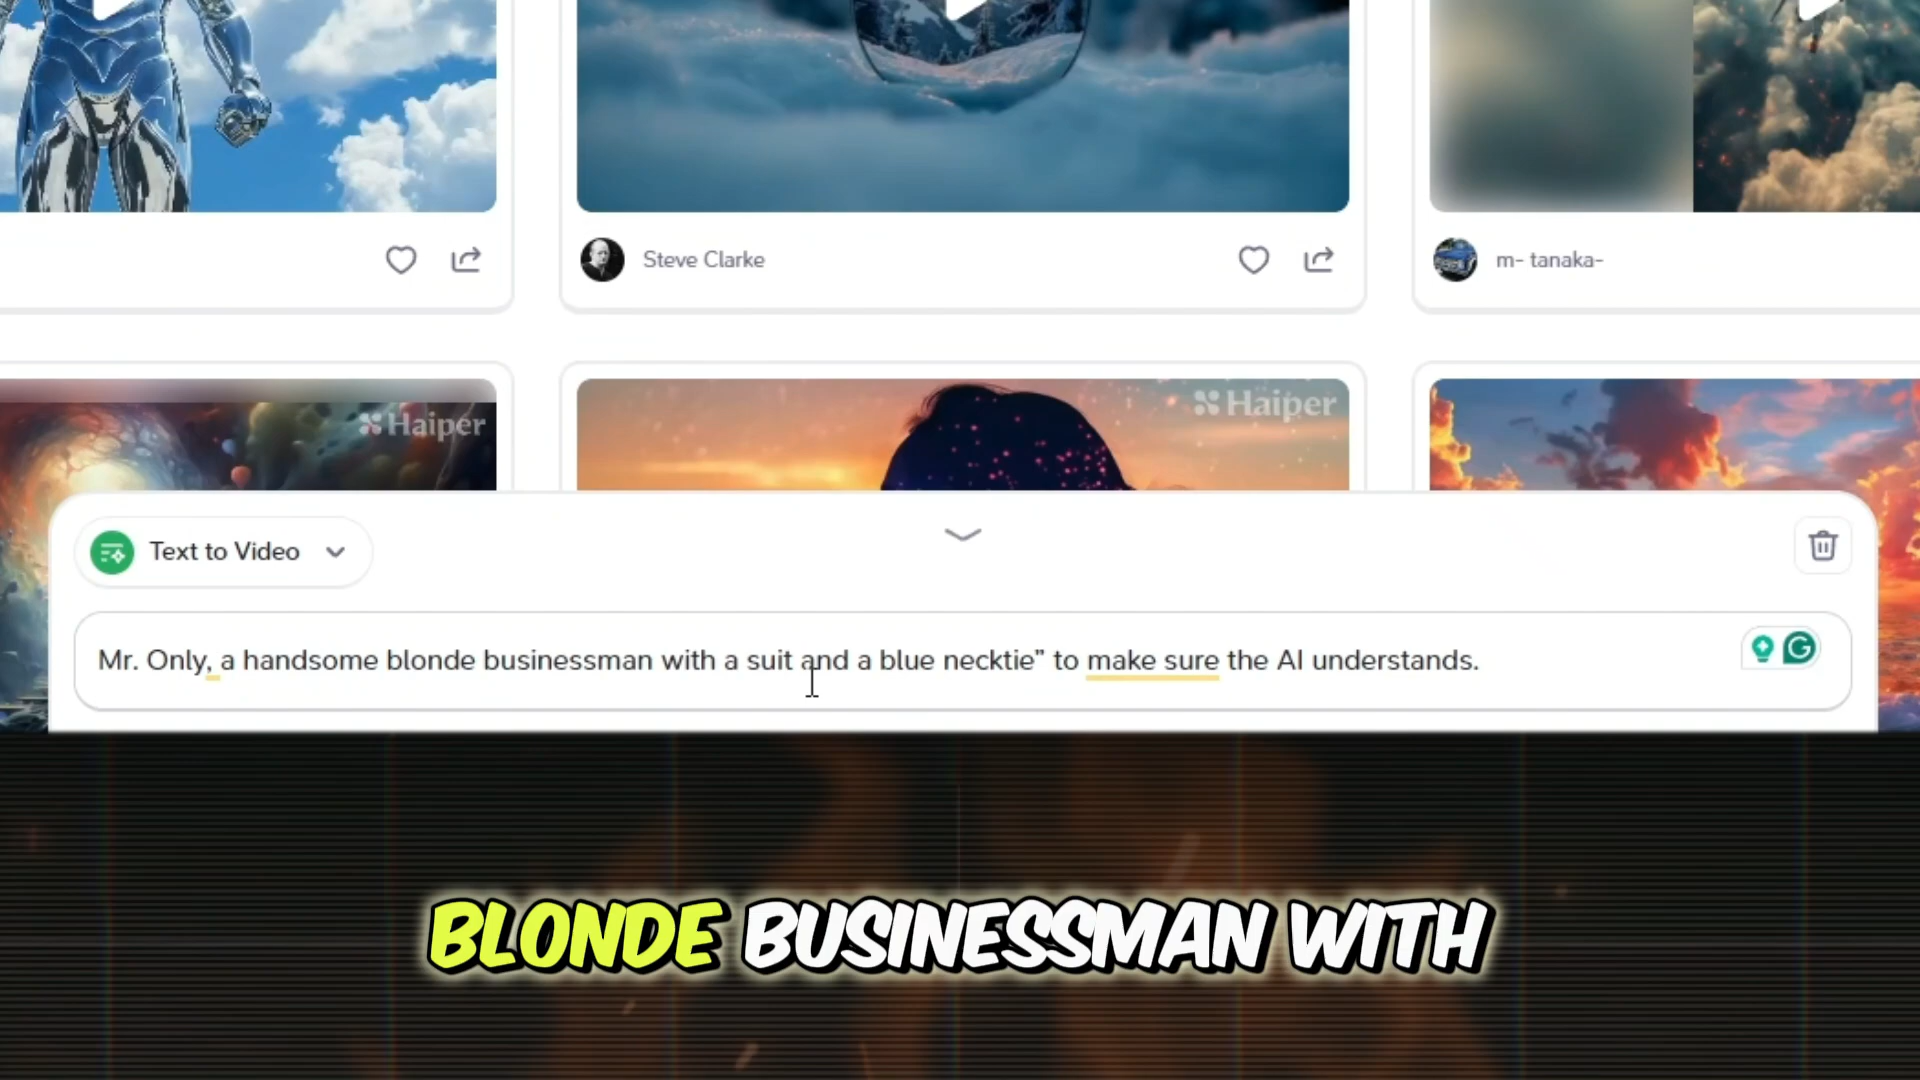 Steve Clarke
m- tanaka-
Haiper
Haiper
Text to Video
Mr. Only, a handsome blonde businessman with a suit and a blue necktie” to make sure the AI understands.
BLONDE BUSINESSMAN WITH